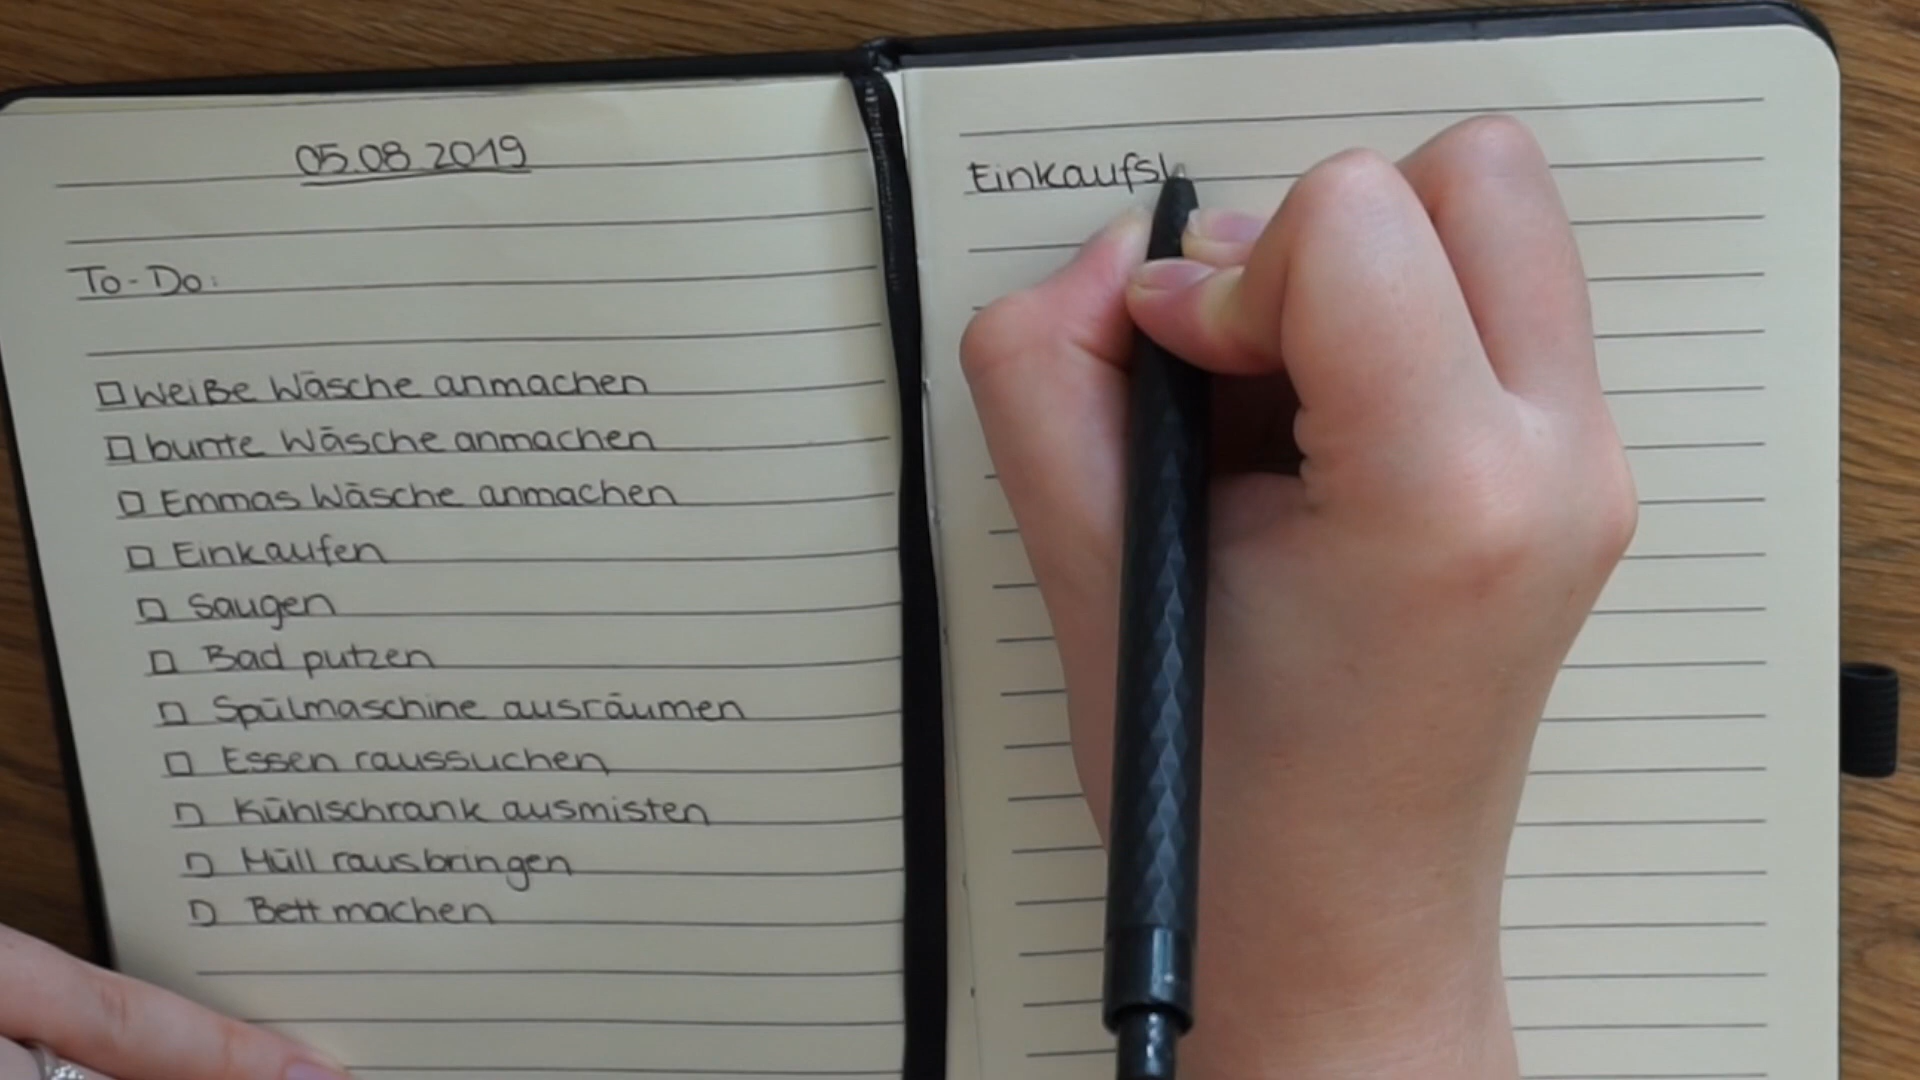 05.08.2019
To-Do:
Weiße Wäsche anmachen
bunte Wäsche anmachen
Emmas Wäsche anmachen
Einkaufen
Saugen
Bad putzen
Spülmaschine ausräumen
Essen raussuchen
Kühlschrank ausmisten
Müll rausbringen
Bett machen
Einkaufsl